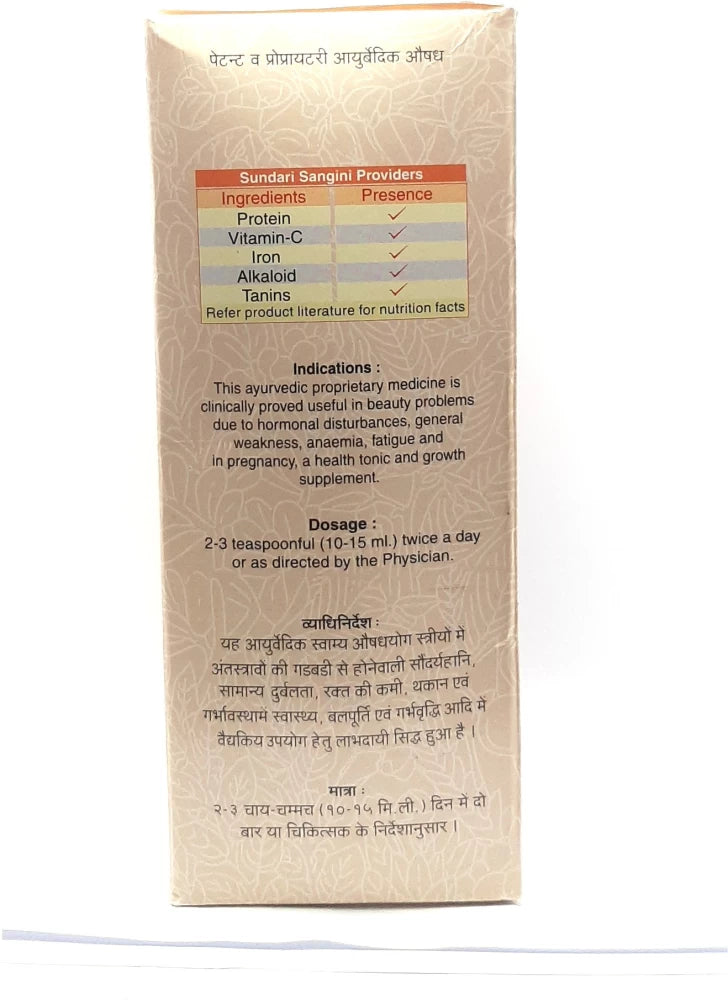 पेटन्ट व प्रोप्रायटरी आयुर्बेदिक औषध
Sundari Sangini Providers
Ingredients Presence
Protein ✓
Vitamin-C ✓
Iron ✓
Alkaloid ✓
Tanins ✓
Refer product literature for nutrition facts
Indications :
This ayurvedic proprietary medicine is
clinically proved useful in beauty problems
due to hormonal disturbances, general
weakness, anaemia, fatigue and
in pregnancy, a health tonic and growth
supplement.
Dosage :
2-3 teaspoonful (10-15 ml.) twice a day
or as directed by the Physician.
व्याधिनिर्देश :
यह आयुर्वेदिक स्वाम्य औषधयोग स्त्रीयों में
अंतस्त्रावों की गडबडी से होनेवाली सौंदर्यहानि,
सामान्य दुर्बलता, रक्त की कमी, थकान एवं
गर्भावस्थामें स्वास्थ्य, बलपूर्ति एवं गर्भवृद्धि आदि में
वैद्यकिय उपयोग हेतु लाभदायी सिद्ध हुआ है ।
मात्रा :
२-३ चाय-चम्मच (१०-१५ मि.ली.) दिन में दो
बार या चिकित्सक के निर्देशानुसार ।